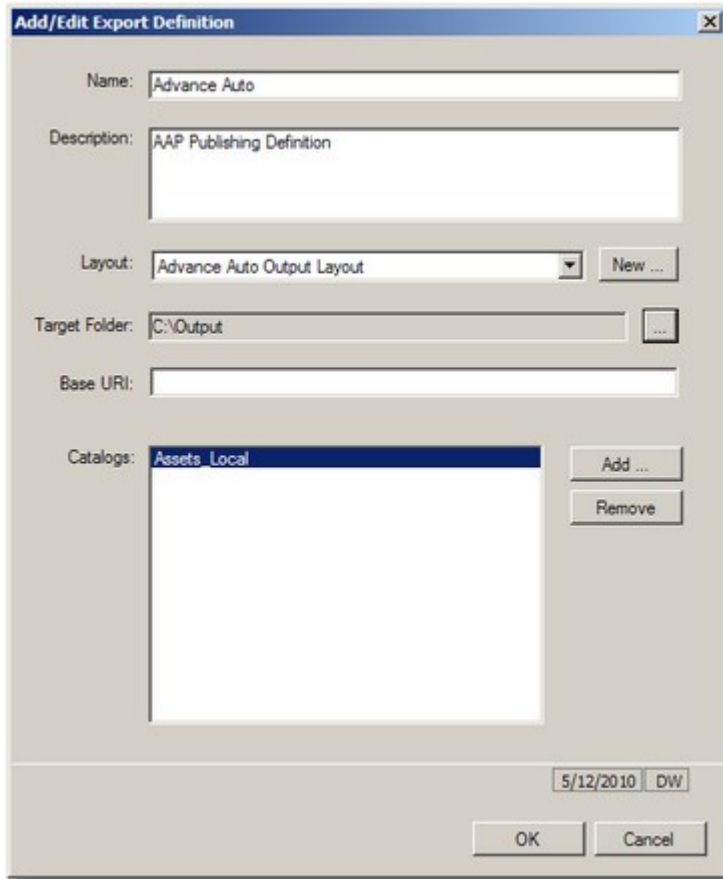 Add/Edit Export Definition
Name: Advance Auto
Description: AAP Publishing Definition
Layout: Advance Auto Output Layout New ...
Target Folder: C:\Output ...
Base URI:
Catalogs: Assets_Local Add ...
Remove
5/12/2010 DW
OK Cancel